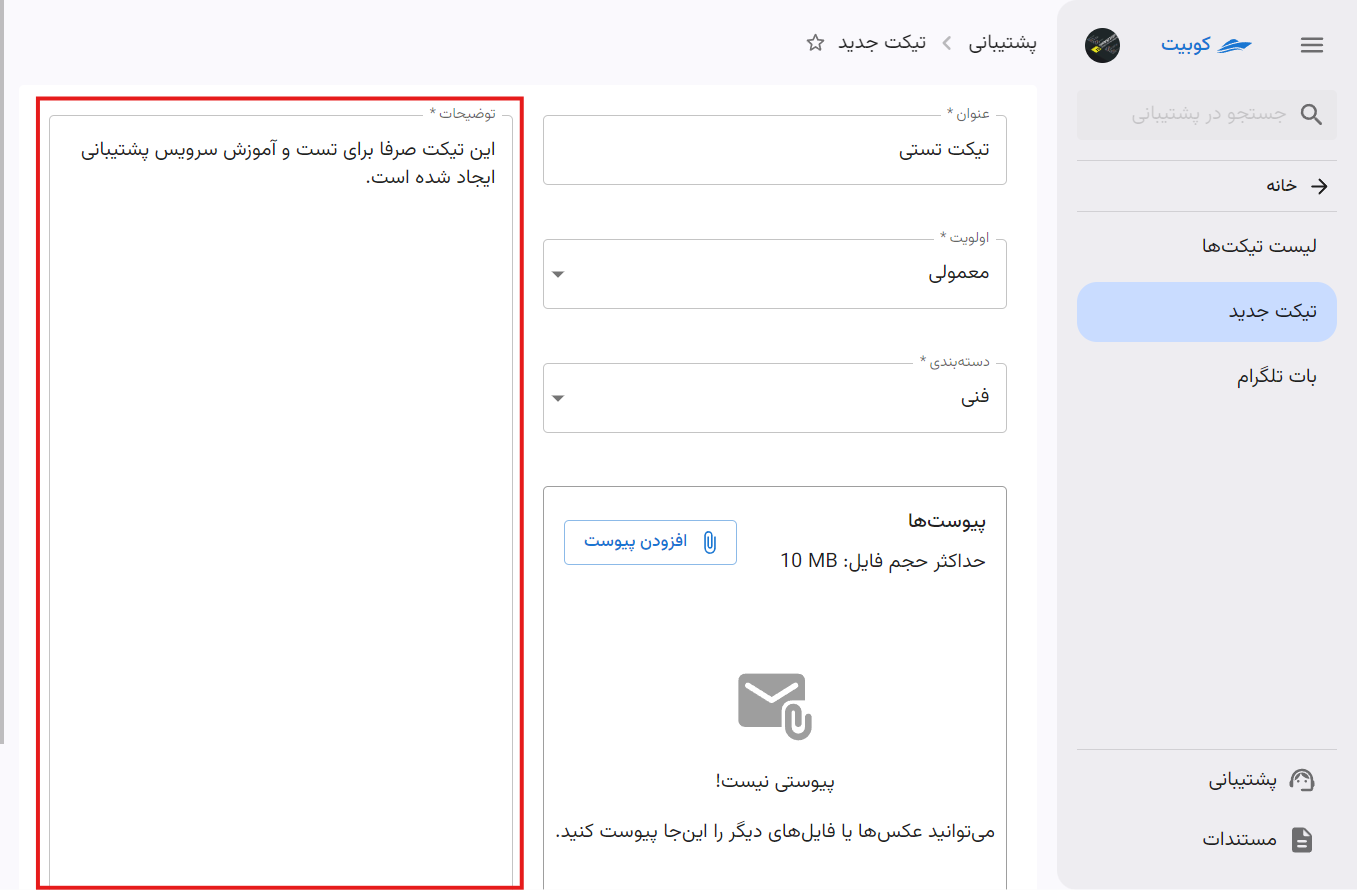 کوبیت
جستجو در پشتیبانی
خانه
لیست تیکت‌ها
تیکت جدید
بات تلگرام
پشتیبانی
مستندات
پشتیبانی
تیکت جدید
عنوان *
تیکت تستی
اولویت *
معمولی
دسته‌بندی *
فنی
پیوست‌ها
حداکثر حجم فایل: 10 MB
افزودن پیوست
پیوستی نیست!
می‌توانید عکس‌ها یا فایل‌های دیگر را این‌جا پیوست کنید.
توضیحات *
این تیکت صرفا برای تست و آموزش سرویس پشتیبانی
ایجاد شده است.